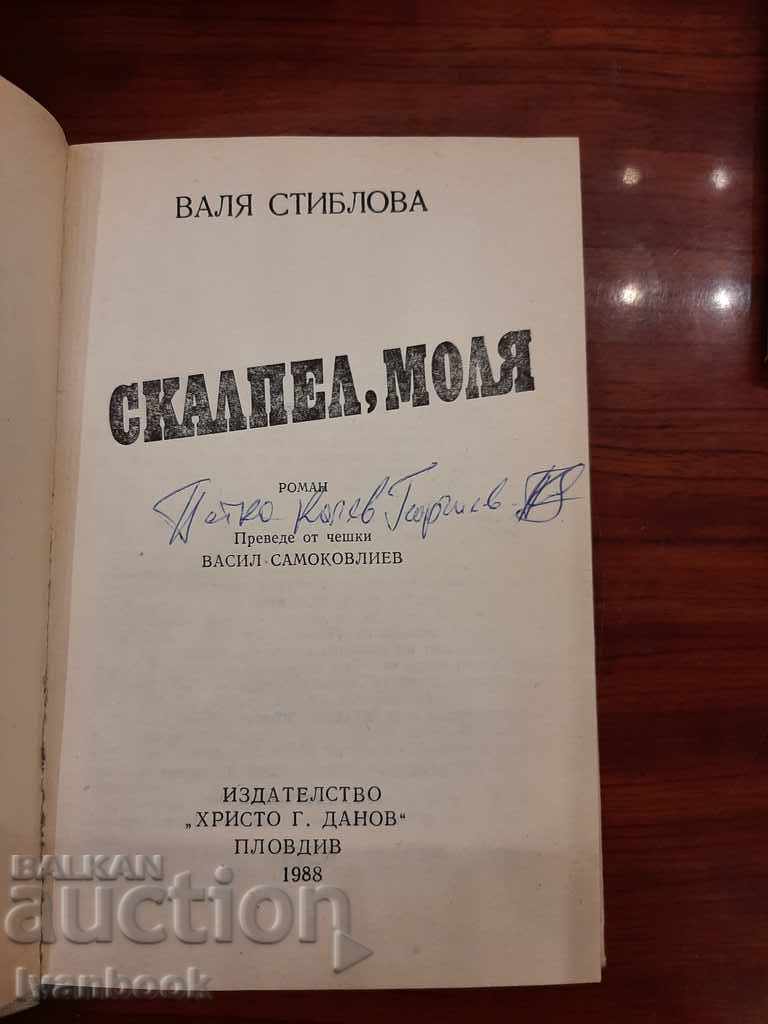 ВАЛЯ СТИБЛОВА
СКАЛПЕЛ, МОЛЯ
РОМАН
Колев Георгиев
Преведе от чешки
ВАСИЛ САМОКОВЛИЕВ
ИЗДАТЕЛСТВО
„ХРИСТО Г. ДАНОВ“
ПЛОВДИВ
1988
BALKAN
auction
Ivanbook